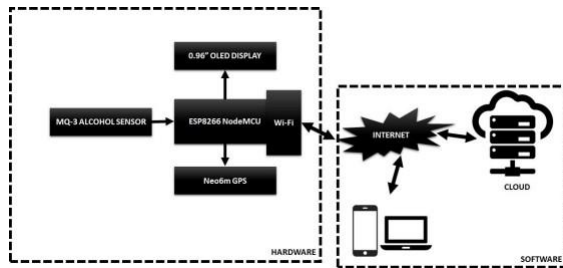 0.96” OLED DISPLAY
MQ-3 ALCOHOL SENSOR
ESP8266 NodeMCU
Wi-Fi
Neo6m GPS
HARDWARE
INTERNET
CLOUD
SOFTWARE